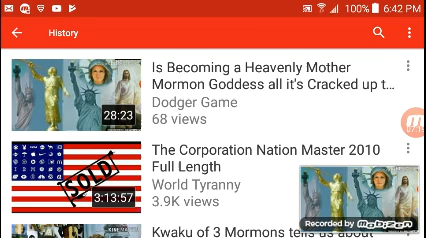 100% 6:42 PM
History
Is Becoming a Heavenly Mother
Mormon Goddess all it's Cracked up t...
28:23
Dodger Game
68 views
The Corporation Nation Master 2010
Full Length
SOLD
3:13:57
World Tyranny
3.9K views
Kwaku of 3 Mormons tells us about
Recorded by Mobizen